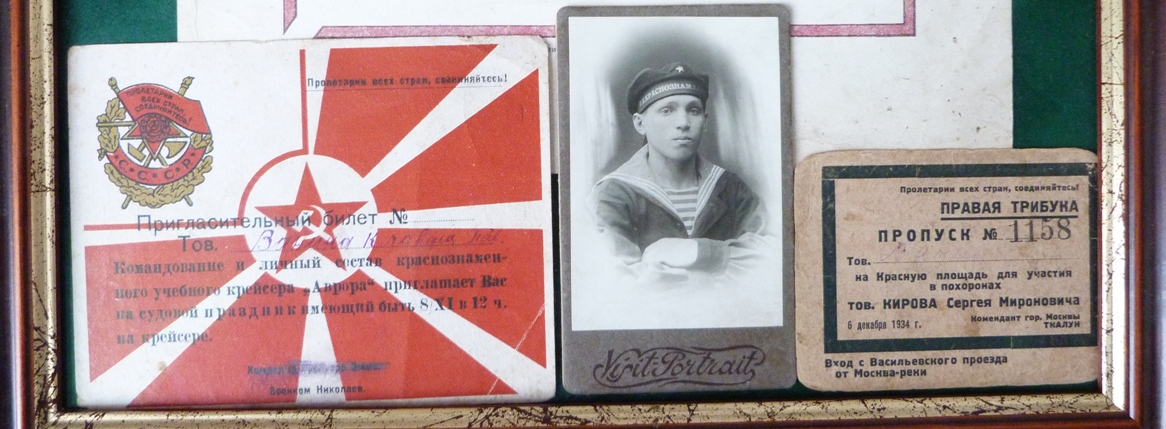 ПРОЛЕТАРИИ
ВСЕХ СТРАН,
СОЕДИНЯЙТЕСЬ!
С·С·С·Р
Пролетарии всех стран, соединяйтесь!
Пригласительный билет №
Тов.
Командование и личный состав краснознамен-
ного учебного крейсера „Аврора“ приглашает Вас
на судовой праздник имеющий быть 8/XI в 12 ч.
на крейсере.
Военком Николаев.
КРАСНОЗНАМ
Visit-Portrait
Пролетарии всех стран, соединяйтесь!
ПРАВАЯ ТРИБУНА
ПРОПУСК № 1158
Тов.
на Красную площадь для участия
в похоронах
тов. КИРОВА Сергея Мироновича
Комендант гор. Москвы
6 декабря 1934 г. ТКАЛУН
Вход с Васильевского проезда
от Москва-реки